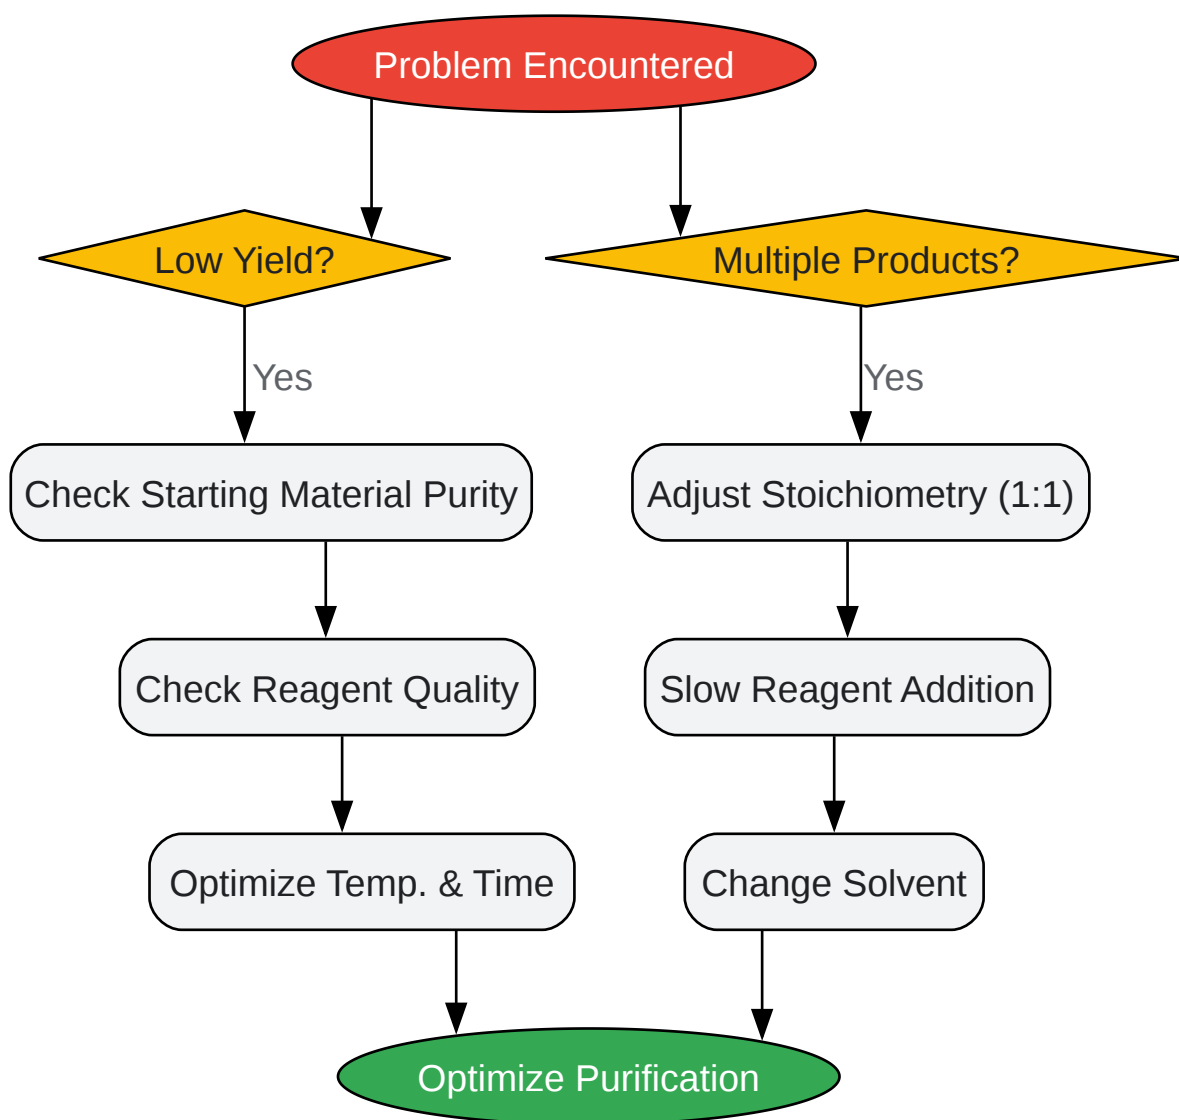 Problem Encountered
Low Yield?
Multiple Products?
Yes
Yes
Check Starting Material Purity
Adjust Stoichiometry (1:1)
Check Reagent Quality
Slow Reagent Addition
Optimize Temp. & Time
Change Solvent
Optimize Purification